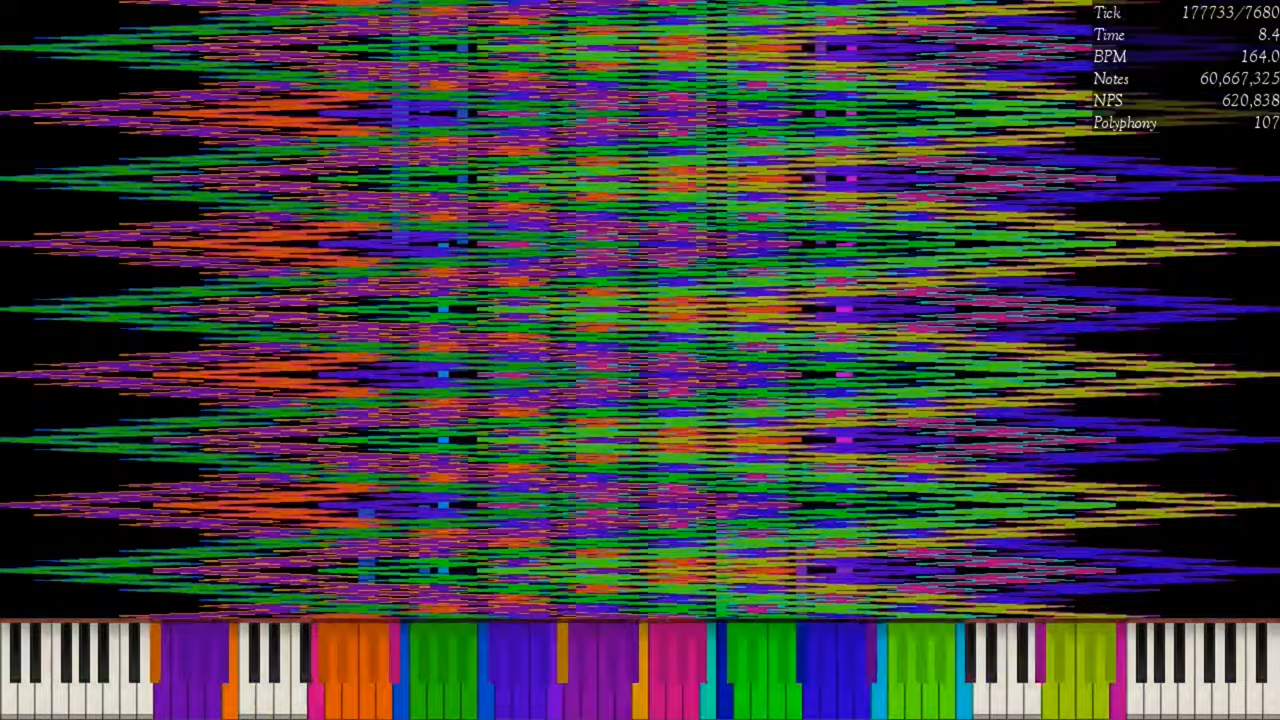 Tick 177733/7680
Time 8.4
BPM 164.0
Notes 60,667,325
NPS 620,838
Polyphony 107